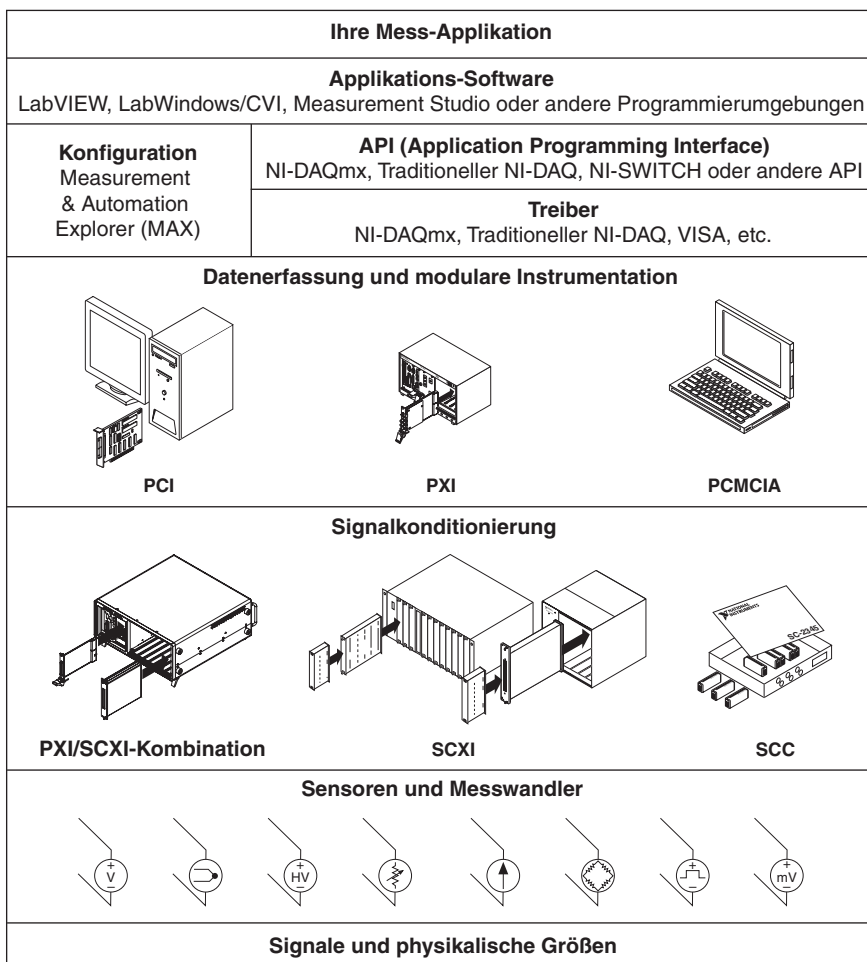 Ihre Mess-Applikation
Applikations-Software
LabVIEW, LabWindows/CVI, Measurement Studio oder andere Programmierumgebungen
Konfiguration
Measurement
& Automation
Explorer (MAX)
API (Application Programming Interface)
NI-DAQmx, Traditioneller NI-DAQ, NI-SWITCH oder andere API
Treiber
NI-DAQmx, Traditioneller NI-DAQ, VISA, etc.
Datenerfassung und modulare Instrumentation
PCI
PXI
PCMCIA
Signalkonditionierung
NATIONAL
INSTRUMENTS
SC-2345
PXI/SCXI-Kombination
SCXI
SCC
Sensoren und Messwandler
+ V –
+ HV –
+ –
+ mV –
Signale und physikalische Größen